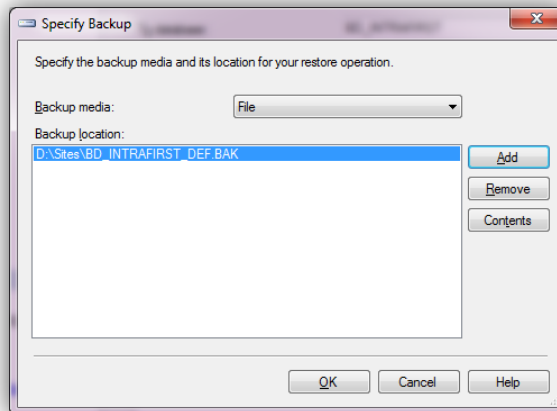 Specify Backup
Specify the backup media and its location for your restore operation.
Backup media:
File
Backup location:
D:\Sites\BD_INTRAFIRST_DEF.BAK
Add
Remove
Contents
OK
Cancel
Help